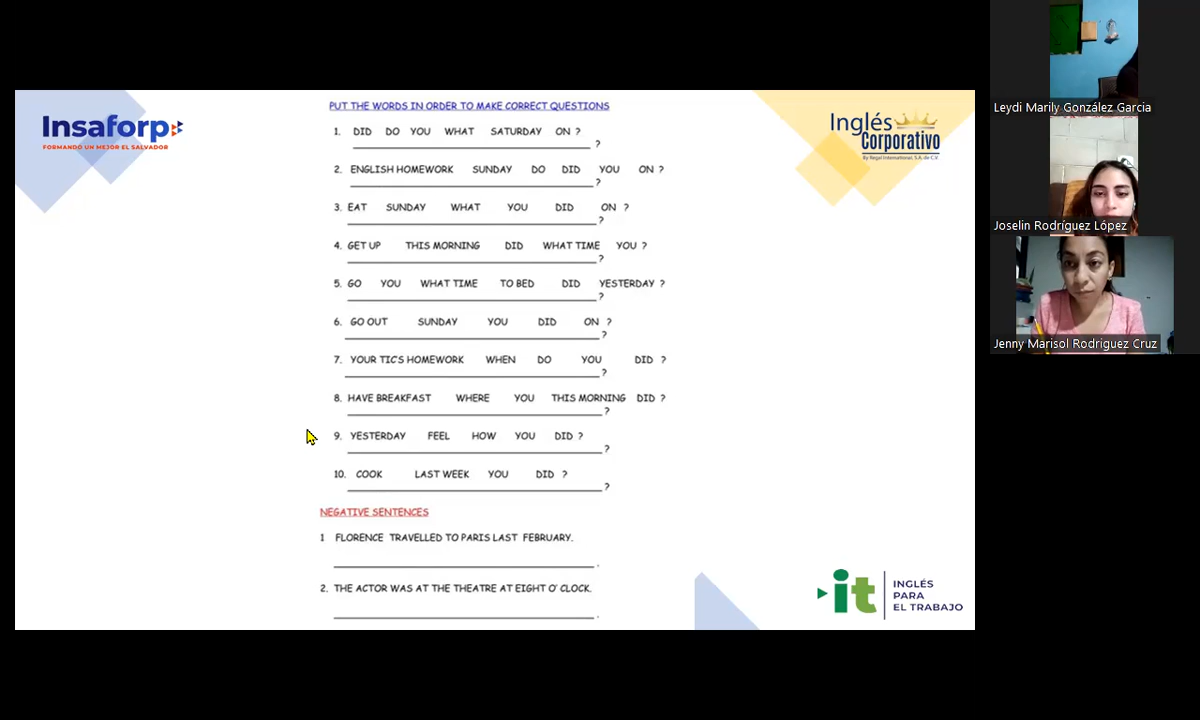 Insaforp
FORMANDO UN MEJOR EL SALVADOR
Inglés
Corporativo
By Regal International, S.A. de C.V.
PUT THE WORDS IN ORDER TO MAKE CORRECT QUESTIONS
1. DID DO YOU WHAT SATURDAY ON ?
?
2. ENGLISH HOMEWORK SUNDAY DO DID YOU ON ?
?
3. EAT SUNDAY WHAT YOU DID ON ?
?
4. GET UP THIS MORNING DID WHAT TIME YOU ?
?
5. GO YOU WHAT TIME TO BED DID YESTERDAY ?
?
6. GO OUT SUNDAY YOU DID ON ?
?
7. YOUR TIC'S HOMEWORK WHEN DO YOU DID ?
?
8. HAVE BREAKFAST WHERE YOU THIS MORNING DID ?
?
9. YESTERDAY FEEL HOW YOU DID ?
?
10. COOK LAST WEEK YOU DID ?
?
NEGATIVE SENTENCES
1 FLORENCE TRAVELLED TO PARIS LAST FEBRUARY.
.
2. THE ACTOR WAS AT THE THEATRE AT EIGHT O' CLOCK.
.
it
INGLÉS
PARA
EL TRABAJO
Leydi Marily González Garcia
Joselin Rodríguez López
Jenny Marisol Rodriguez Cruz